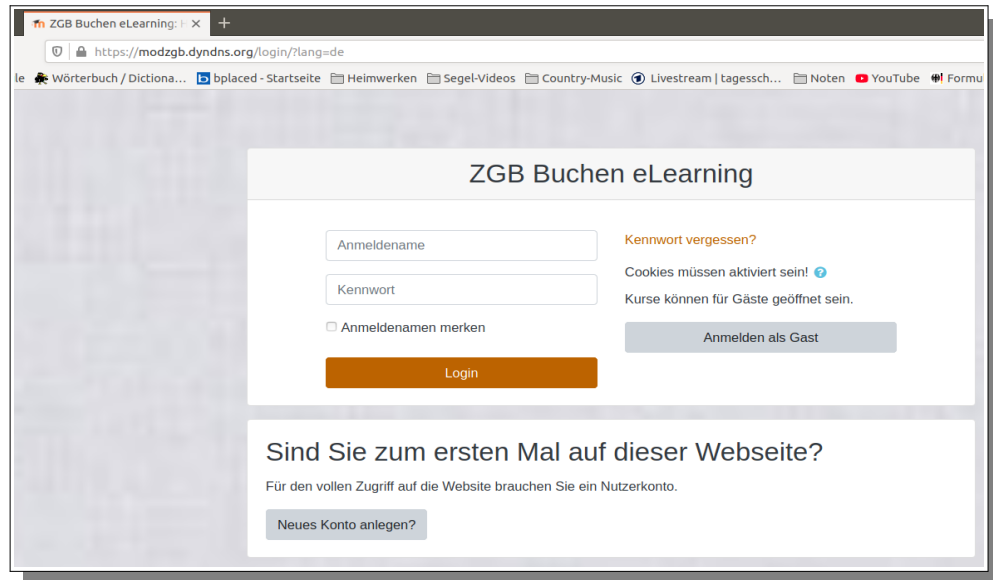 ZGB Buchen eLearning: H
https://modzgb.dyndns.org/login/?lang=de
le Wörterbuch / Dictiona... bplaced - Startseite Heimwerken Segel-Videos Country-Music Livestream | tagessch... Noten YouTube Formu
ZGB Buchen eLearning
Anmeldename
Kennwort
Anmeldenamen merken
Login
Kennwort vergessen?
Cookies müssen aktiviert sein!
Kurse können für Gäste geöffnet sein.
Anmelden als Gast
Sind Sie zum ersten Mal auf dieser Webseite?
Für den vollen Zugriff auf die Website brauchen Sie ein Nutzerkonto.
Neues Konto anlegen?